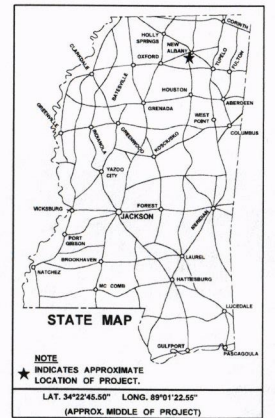 CORINTH
HOLLY
SPRINGS
NEW
ALBANY
OXFORD
CLARKSDALE
TUPELO
FULTON
BATESVILLE
HOUSTON
ABERDEEN
GRENADA
GREENVILLE
WEST
POINT
COLUMBUS
INDIANOLA
GREENWOOD
KOSCIUSKO
YAZOO
CITY
VICKSBURG
JACKSON
FOREST
MERIDIAN
PORT
GIBSON
BROOKHAVEN
LAUREL
NATCHEZ
HATTIESBURG
MC COMB
LUCEDALE
STATE MAP
GULFPORT
PASCAGOULA
NOTE
INDICATES APPROXIMATE
LOCATION OF PROJECT.
LAT. 34°22'45.50" LONG. 89°01'22.55"
(APPROX. MIDDLE OF PROJECT)